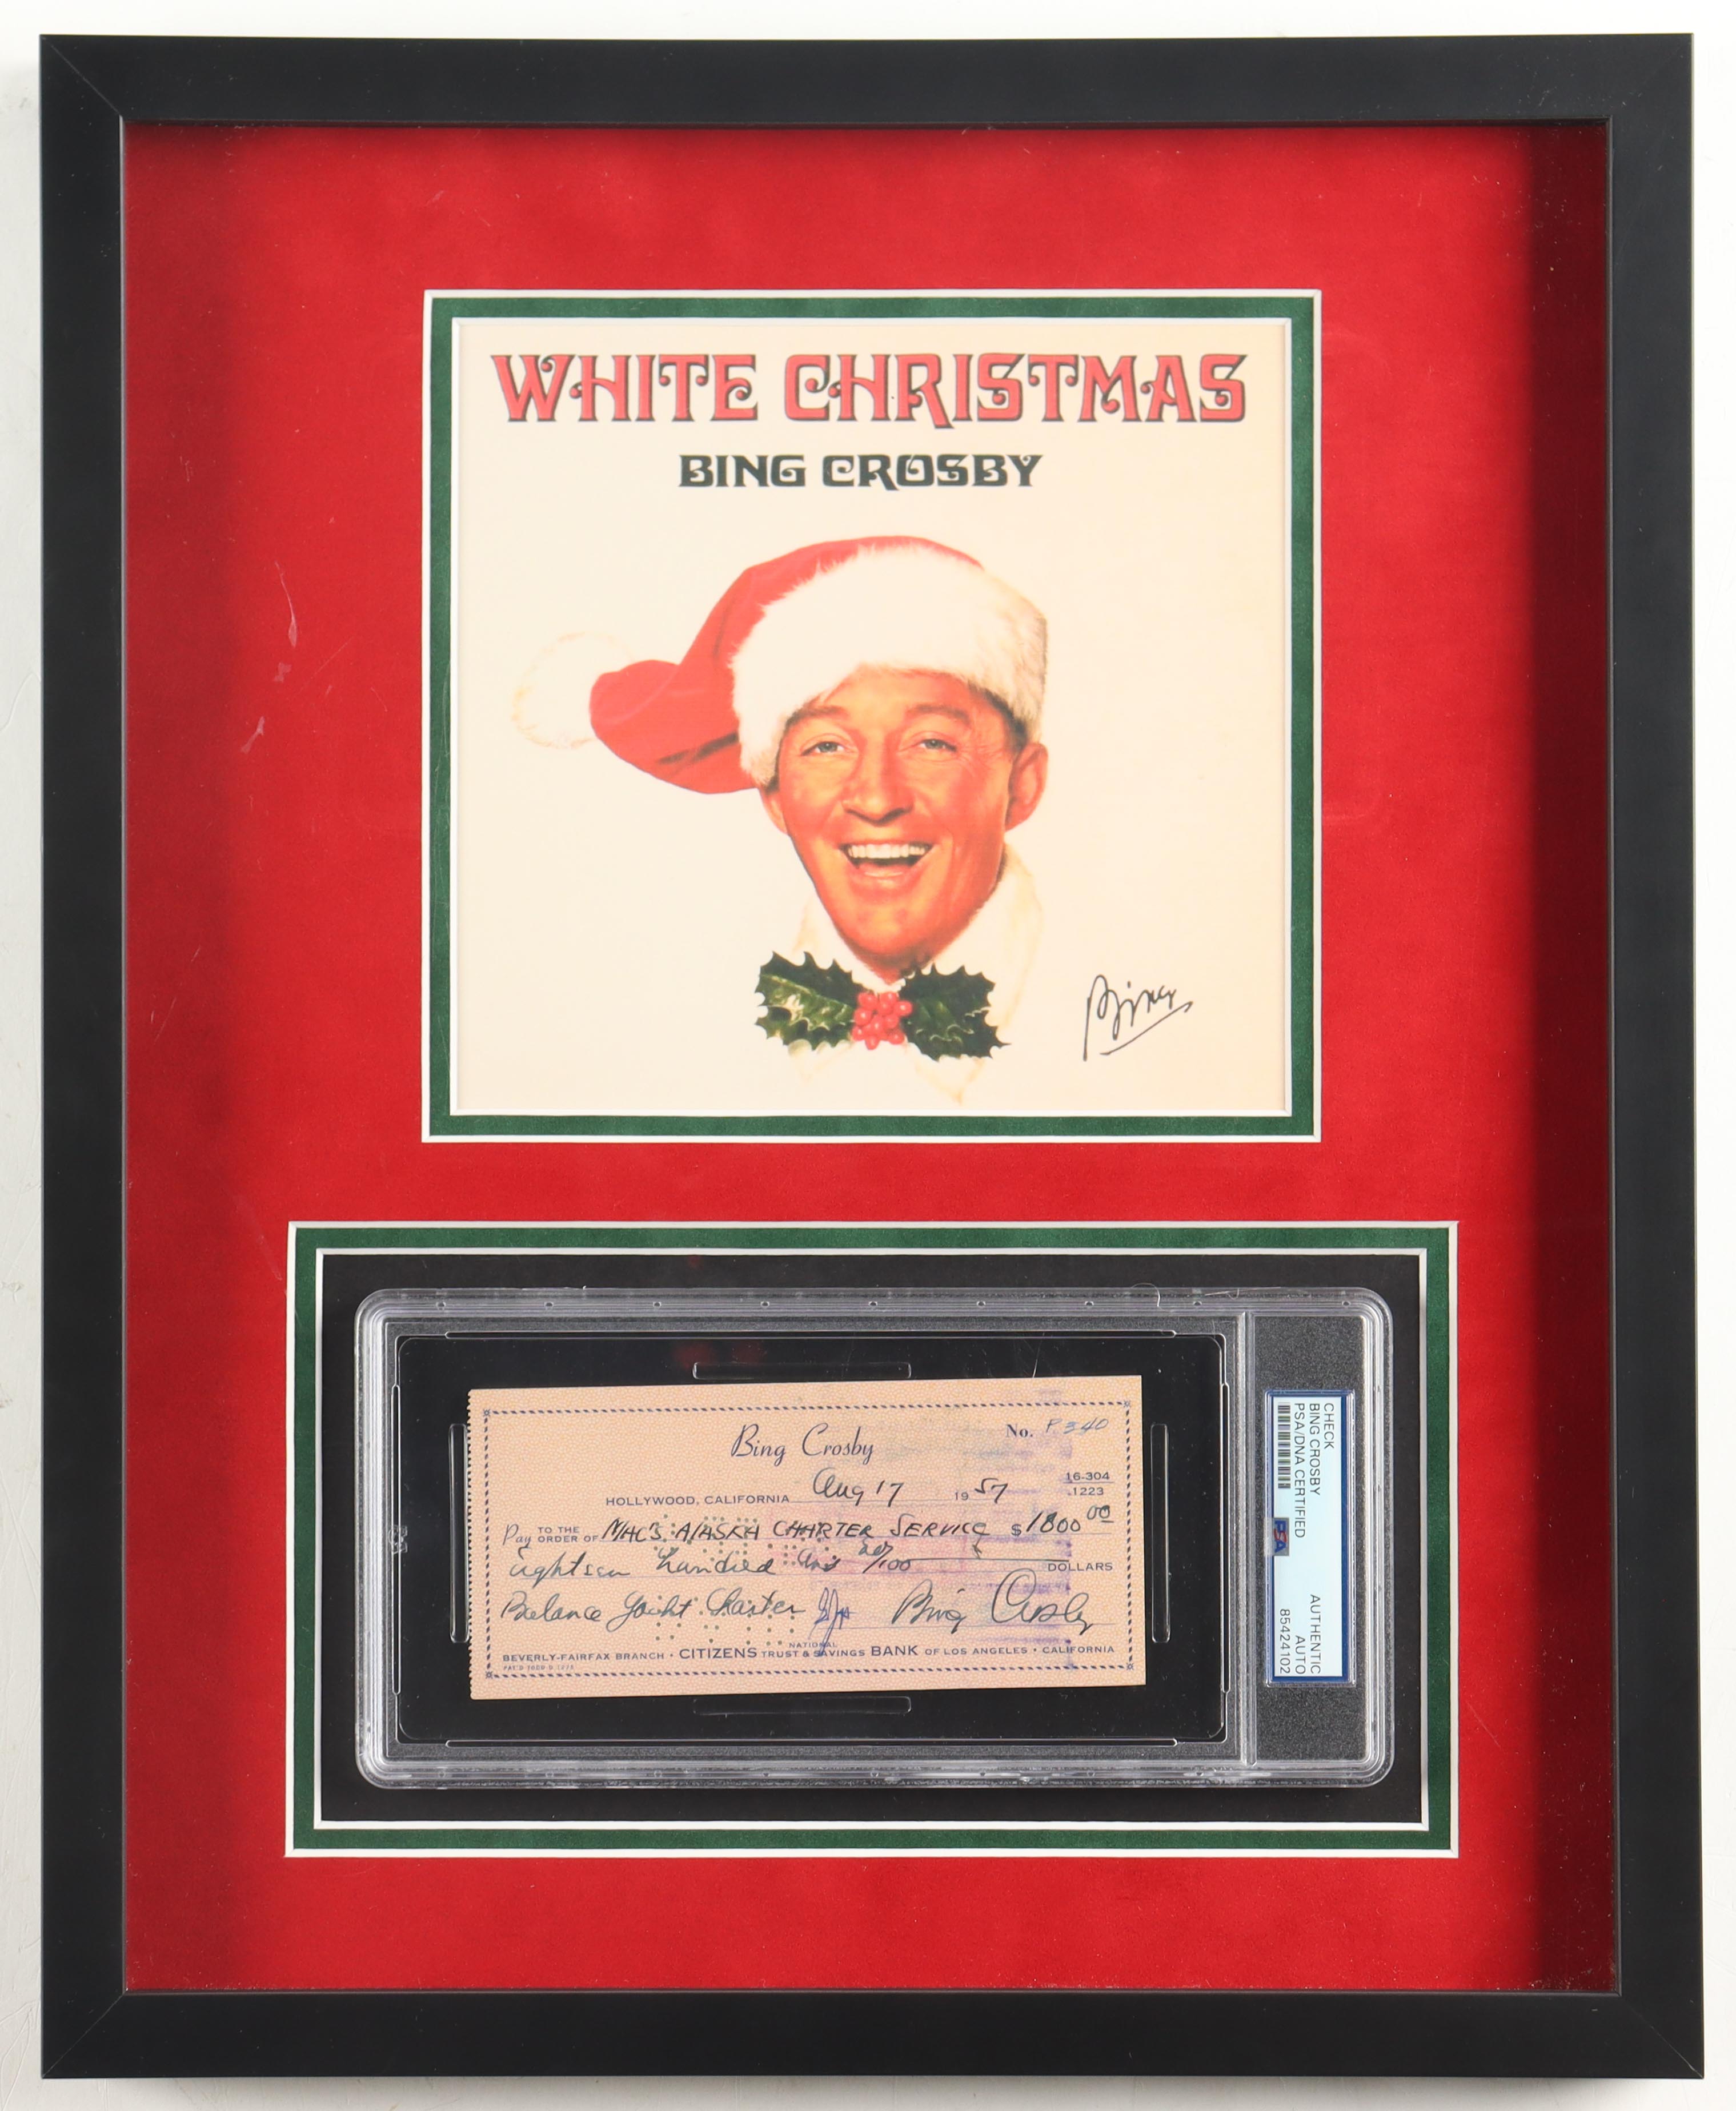 WHITE CHRISTMAS
BING CROSBY
Bing
Bing Crosby
No. P 340
HOLLYWOOD, CALIFORNIA Aug 17 1957
16-304
1223
Pay TO THE ORDER OF MAC'S ALASKA CHARTER SERVICE $1800 00
Eighteen hundred and no/100 DOLLARS
Balance Yacht Charter Bing Crosby
BEVERLY-FAIRFAX BRANCH • CITIZENS NATIONAL TRUST & SAVINGS BANK OF LOS ANGELES • CALIFORNIA
CHECK
BING CROSBY
PSA/DNA CERTIFIED
PSA
AUTHENTIC
AUTO
85424102